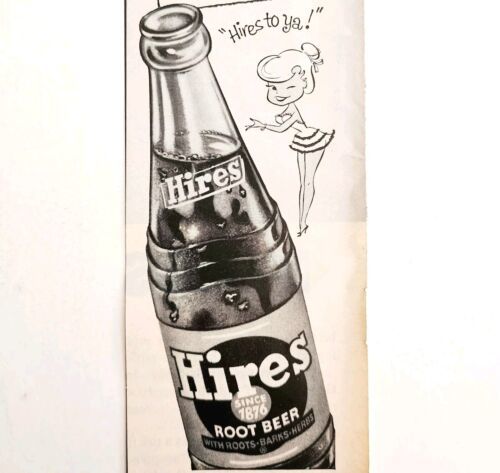 "Hires to ya!"
Hires
Hires
SINCE
1876
ROOT BEER
WITH ROOTS-BARKS-HERBS
®